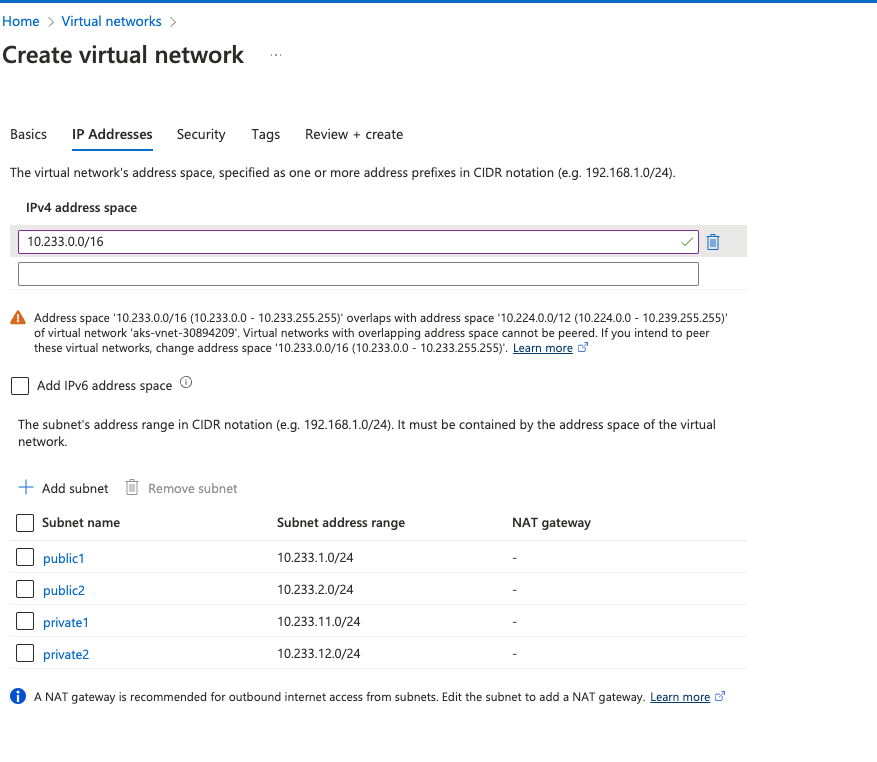 Home > Virtual networks >
Create virtual network ...
Basics IP Addresses Security Tags Review + create
The virtual network's address space, specified as one or more address prefixes in CIDR notation (e.g. 192.168.1.0/24).
IPv4 address space
10.233.0.0/16
Address space '10.233.0.0/16 (10.233.0.0 - 10.233.255.255)' overlaps with address space '10.224.0.0/12 (10.224.0.0 - 10.239.255.255)'
of virtual network 'aks-vnet-30894209'. Virtual networks with overlapping address space cannot be peered. If you intend to peer
these virtual networks, change address space '10.233.0.0/16 (10.233.0.0 - 10.233.255.255)'. Learn more
Add IPv6 address space
The subnet's address range in CIDR notation (e.g. 192.168.1.0/24). It must be contained by the address space of the virtual
network.
+ Add subnet Remove subnet
Subnet name Subnet address range NAT gateway
public1 10.233.1.0/24 -
public2 10.233.2.0/24 -
private1 10.233.11.0/24 -
private2 10.233.12.0/24 -
A NAT gateway is recommended for outbound internet access from subnets. Edit the subnet to add a NAT gateway. Learn more